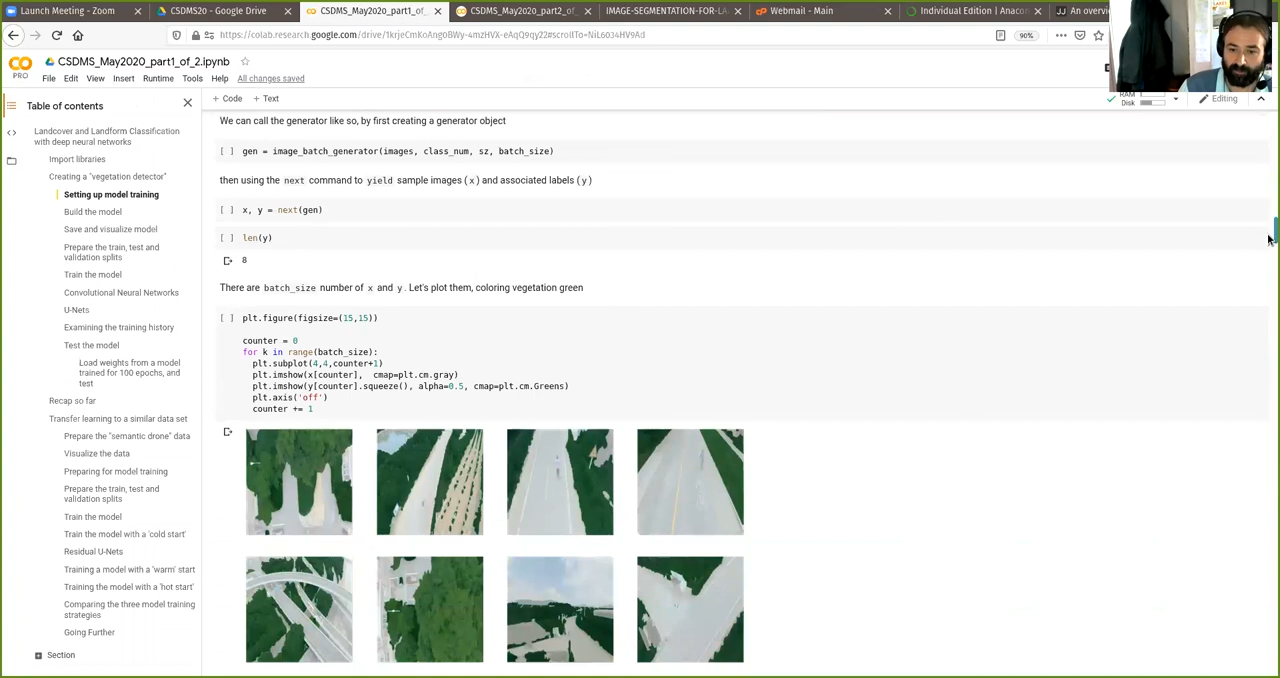 Launch Meeting - Zoom
CSDMS20 - Google Drive
CSDMS_May2020_part1_of_
CSDMS_May2020_part2_of_
IMAGE-SEGMENTATION-FOR-LA
Webmail - Main
Individual Edition | Anacon
An overvi
https://colab.research.google.com/drive/1krjeCmKoAng0BWy-4mzHVX-eAqQ9qy22#scrollTo=NiL6O34HV9Ad
90%
PRO
CSDMS_May2020_part1_of_2.ipynb
File Edit View Insert Runtime Tools Help All changes saved
+ Code + Text
RAM
Disk
Editing
Table of contents
Landcover and Landform Classification
with deep neural networks
Import libraries
Creating a "vegetation detector"
Setting up model training
Build the model
Save and visualize model
Prepare the train, test and
validation splits
Train the model
Convolutional Neural Networks
U-Nets
Examining the training history
Test the model
Load weights from a model
trained for 100 epochs, and
test
Recap so far
Transfer learning to a similar data set
Prepare the "semantic drone" data
Visualize the data
Preparing for model training
Prepare the train, test and
validation splits
Train the model
Train the model with a 'cold start'
Residual U-Nets
Training a model with a 'warm' start
Training the model with a 'hot start'
Comparing the three model training
strategies
Going Further
Section
We can call the generator like so, by first creating a generator object
[ ] gen = image_batch_generator(images, class_num, sz, batch_size)
then using the next command to yield sample images (x) and associated labels (y)
[ ] x, y = next(gen)
[ ] len(y)
8
There are batch_size number of x and y. Let's plot them, coloring vegetation green
[ ] plt.figure(figsize=(15,15))
counter = 0
for k in range(batch_size):
plt.subplot(4,4,counter+1)
plt.imshow(x[counter], cmap=plt.cm.gray)
plt.imshow(y[counter].squeeze(), alpha=0.5, cmap=plt.cm.Greens)
plt.axis('off')
counter += 1